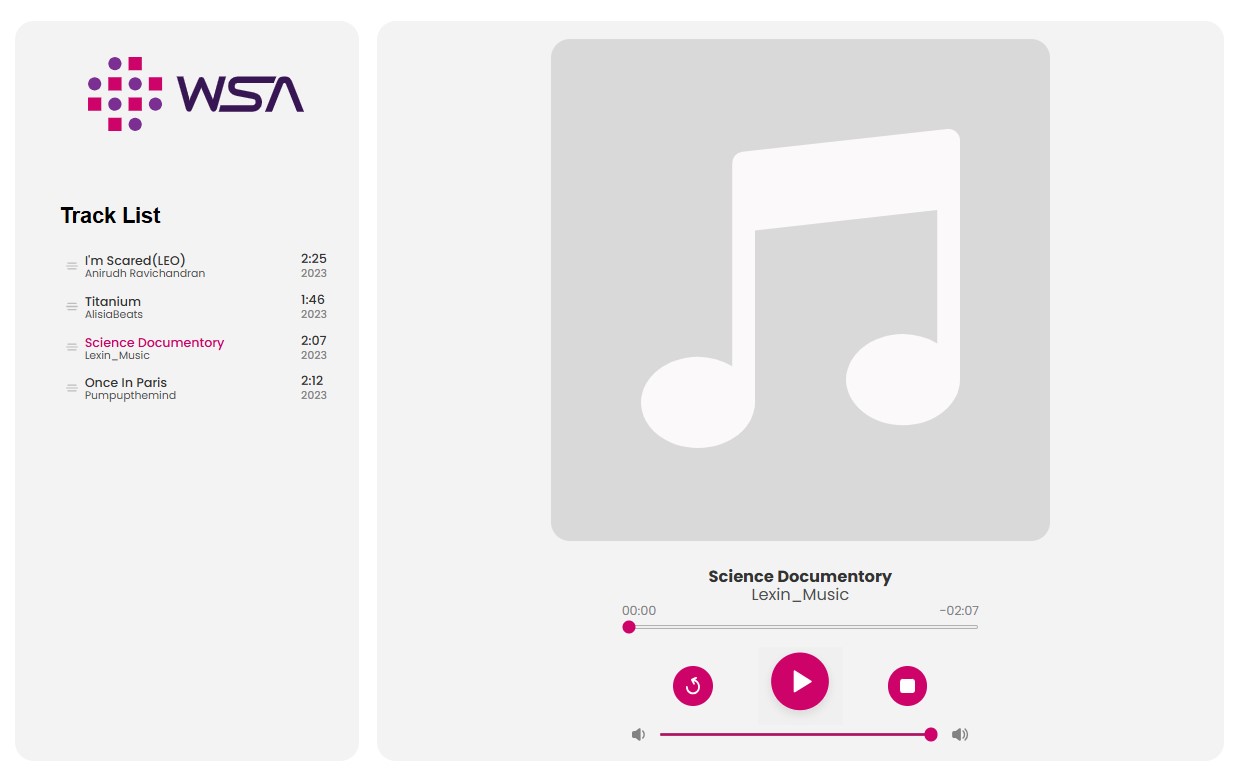 WSA
Track List
I'm Scared(LEO) 2:25
Anirudh Ravichandran 2023
Titanium 1:46
AlisiaBeats 2023
Science Documentory 2:07
Lexin_Music 2023
Once In Paris 2:12
Pumpupthemind 2023
Science Documentory
Lexin_Music
00:00 -02:07